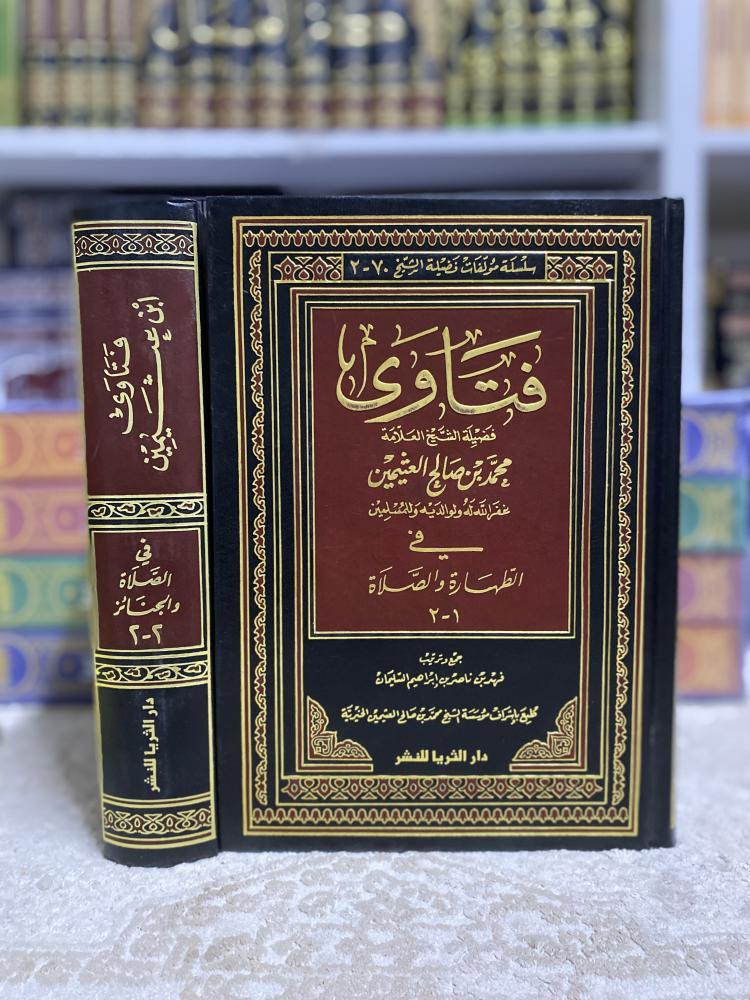 سلسلة مؤلفات فضيلة الشيخ ٧٠-٢
فتاوى
فضيلة الشيخ العلامة
محمد بن صالح العثيمين
غفر الله له ولوالديه وللمسلمين
في
الطهارة والصلاة
١-٢
جمع وترتيب
فهد بن ناصر بن إبراهيم السليمان
طبع بإشراف مؤسسة الشيخ محمد بن صالح العثيمين الخيرية
دار الثريا للنشر
فتاوى
ابن عثيمين
في
الصلاة
والجنائز
٢-٢
دار الثريا للنشر